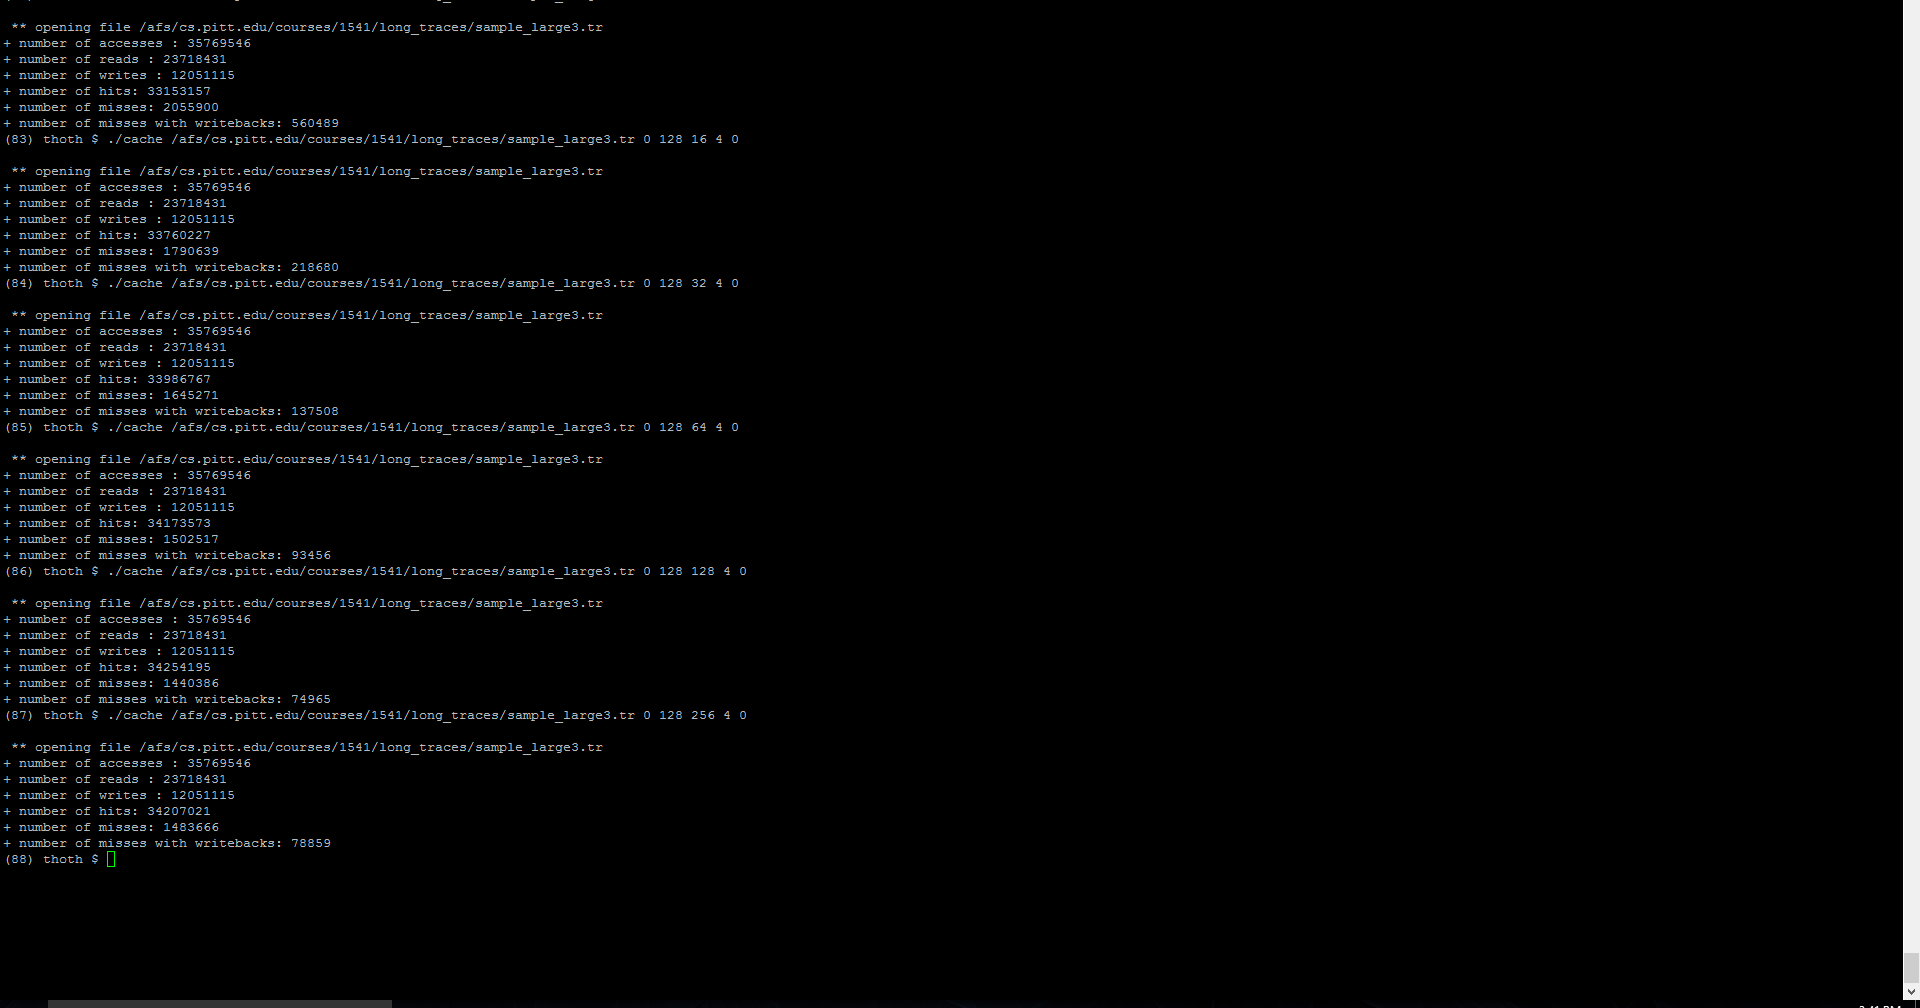 ** opening file /afs/cs.pitt.edu/courses/1541/long_traces/sample_large3.tr
+ number of accesses : 35769546
+ number of reads : 23718431
+ number of writes : 12051115
+ number of hits: 33153157
+ number of misses: 2055900
+ number of misses with writebacks: 560489
(83) thoth $ ./cache /afs/cs.pitt.edu/courses/1541/long_traces/sample_large3.tr 0 128 16 4 0
** opening file /afs/cs.pitt.edu/courses/1541/long_traces/sample_large3.tr
+ number of accesses : 35769546
+ number of reads : 23718431
+ number of writes : 12051115
+ number of hits: 33760227
+ number of misses: 1790639
+ number of misses with writebacks: 218680
(84) thoth $ ./cache /afs/cs.pitt.edu/courses/1541/long_traces/sample_large3.tr 0 128 32 4 0
** opening file /afs/cs.pitt.edu/courses/1541/long_traces/sample_large3.tr
+ number of accesses : 35769546
+ number of reads : 23718431
+ number of writes : 12051115
+ number of hits: 33986767
+ number of misses: 1645271
+ number of misses with writebacks: 137508
(85) thoth $ ./cache /afs/cs.pitt.edu/courses/1541/long_traces/sample_large3.tr 0 128 64 4 0
** opening file /afs/cs.pitt.edu/courses/1541/long_traces/sample_large3.tr
+ number of accesses : 35769546
+ number of reads : 23718431
+ number of writes : 12051115
+ number of hits: 34173573
+ number of misses: 1502517
+ number of misses with writebacks: 93456
(86) thoth $ ./cache /afs/cs.pitt.edu/courses/1541/long_traces/sample_large3.tr 0 128 128 4 0
** opening file /afs/cs.pitt.edu/courses/1541/long_traces/sample_large3.tr
+ number of accesses : 35769546
+ number of reads : 23718431
+ number of writes : 12051115
+ number of hits: 34254195
+ number of misses: 1440386
+ number of misses with writebacks: 74965
(87) thoth $ ./cache /afs/cs.pitt.edu/courses/1541/long_traces/sample_large3.tr 0 128 256 4 0
** opening file /afs/cs.pitt.edu/courses/1541/long_traces/sample_large3.tr
+ number of accesses : 35769546
+ number of reads : 23718431
+ number of writes : 12051115
+ number of hits: 34207021
+ number of misses: 1483666
+ number of misses with writebacks: 78859
(88) thoth $